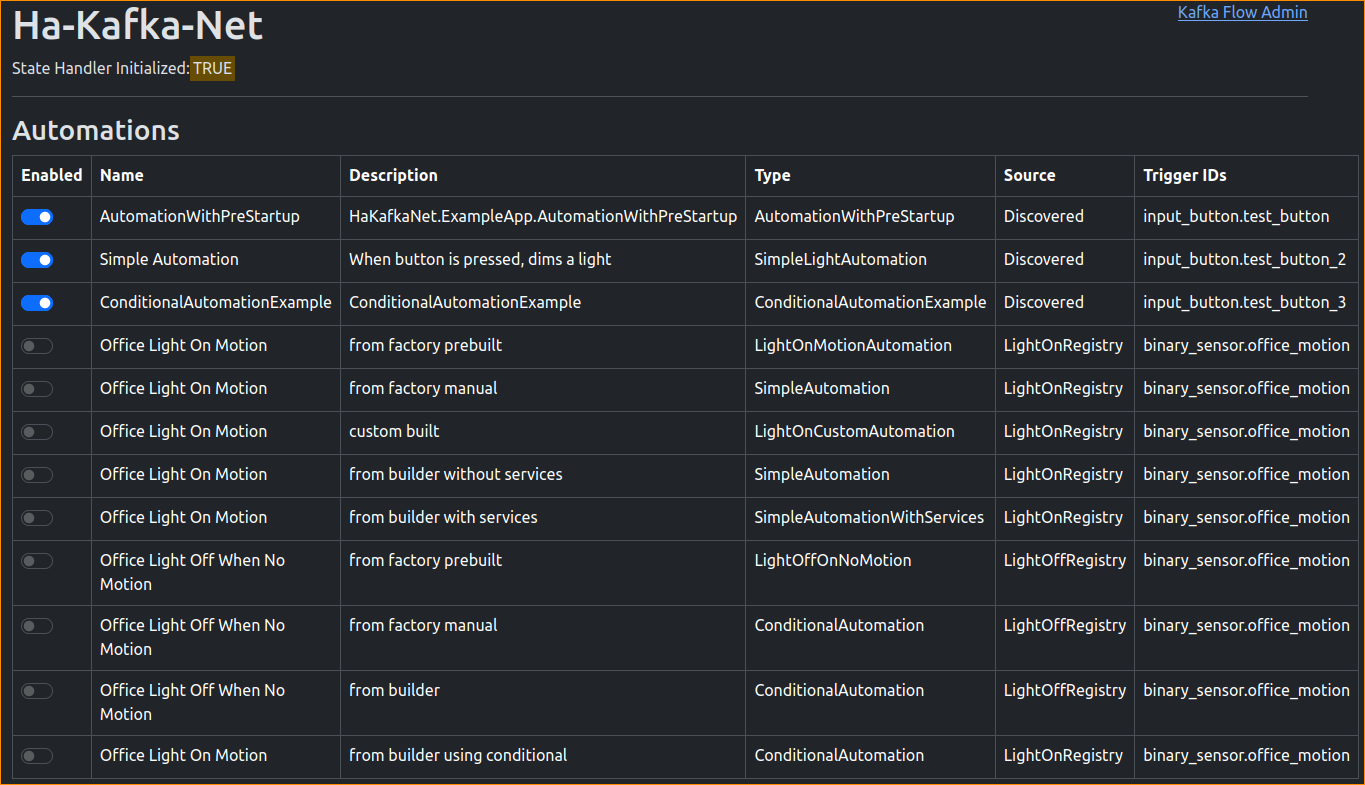 Ha-Kafka-Net
Kafka Flow Admin
State Handler Initialized: TRUE
Automations
Enabled Name Description Type Source Trigger IDs
AutomationWithPreStartup HaKafkaNet.ExampleApp.AutomationWithPreStartup AutomationWithPreStartup Discovered input_button.test_button
Simple Automation When button is pressed, dims a light SimpleLightAutomation Discovered input_button.test_button_2
ConditionalAutomationExample ConditionalAutomationExample ConditionalAutomationExample Discovered input_button.test_button_3
Office Light On Motion from factory prebuilt LightOnMotionAutomation LightOnRegistry binary_sensor.office_motion
Office Light On Motion from factory manual SimpleAutomation LightOnRegistry binary_sensor.office_motion
Office Light On Motion custom built LightOnCustomAutomation LightOnRegistry binary_sensor.office_motion
Office Light On Motion from builder without services SimpleAutomation LightOnRegistry binary_sensor.office_motion
Office Light On Motion from builder with services SimpleAutomationWithServices LightOnRegistry binary_sensor.office_motion
Office Light Off When No from factory prebuilt LightOffOnNoMotion LightOffRegistry binary_sensor.office_motion
Motion
Office Light Off When No from factory manual ConditionalAutomation LightOffRegistry binary_sensor.office_motion
Motion
Office Light Off When No from builder ConditionalAutomation LightOffRegistry binary_sensor.office_motion
Motion
Office Light On Motion from builder using conditional ConditionalAutomation LightOnRegistry binary_sensor.office_motion